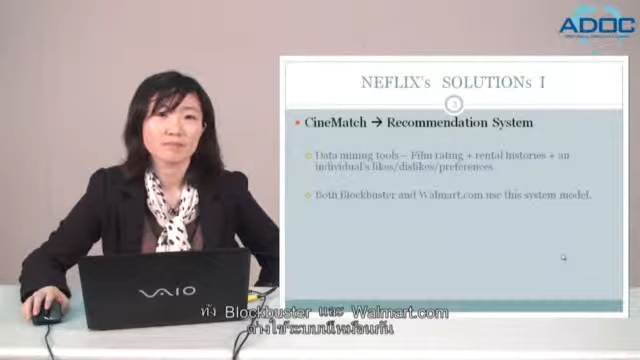 ADOC
NEFLIX's SOLUTIONs I
3
CineMatch → Recommendation System
Data mining tools – Film rating + rental histories + an
individual's likes/dislikes/preferences
Both Blockbuster and Walmart.com use this system model.
VAIO
ทั้ง Blockbuster และ Walmart.com
ต่างใช้ระบบนี้เหมือนกัน